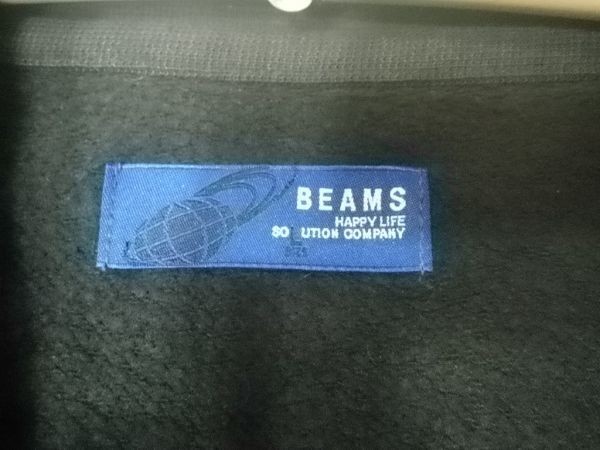 BEAMS
HAPPY LIFE
SO UTION COMPANY
L